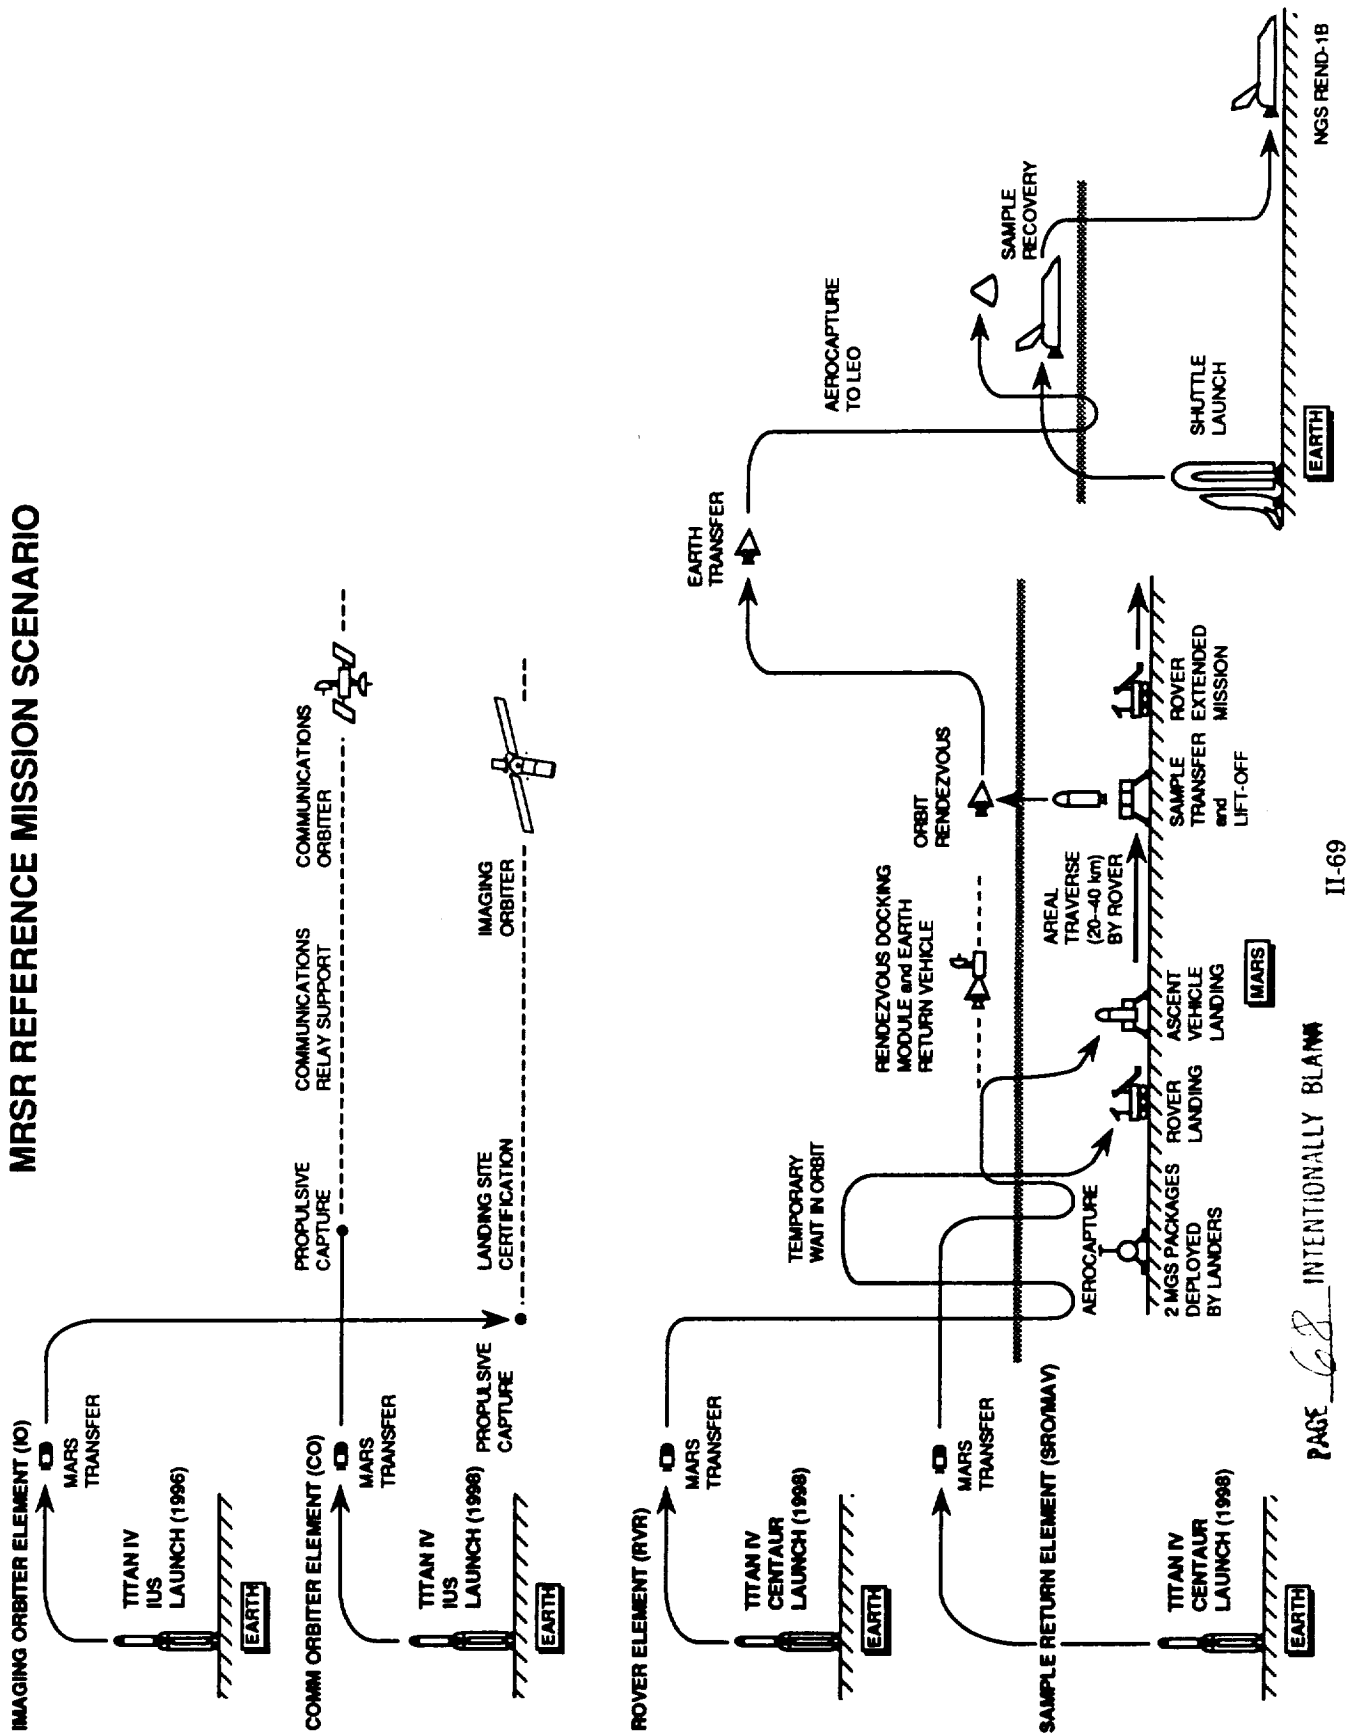 MRSR REFERENCE MISSION SCENARIO
IMAGING ORBITER ELEMENT (IO)
TITAN IV
IUS
LAUNCH (1996)
EARTH
MARS
TRANSFER
PROPULSIVE
CAPTURE
LANDING SITE
CERTIFICATION
IMAGING
ORBITER
COMM ORBITER ELEMENT (CO)
TITAN IV
IUS
LAUNCH (1998)
EARTH
MARS
TRANSFER
PROPULSIVE
CAPTURE
COMMUNICATIONS
RELAY SUPPORT
COMMUNICATIONS
ORBITER
ROVER ELEMENT (RVR)
TITAN IV
CENTAUR
LAUNCH (1998)
EARTH
MARS
TRANSFER
TEMPORARY
WAIT IN ORBIT
SAMPLE RETURN ELEMENT (SRO/MAV)
TITAN IV
CENTAUR
LAUNCH (1998)
EARTH
MARS
TRANSFER
AEROCAPTURE
2 MGS PACKAGES
DEPLOYED
BY LANDERS
ROVER
LANDING
ASCENT
VEHICLE
LANDING
RENDEZVOUS DOCKING
MODULE and EARTH
RETURN VEHICLE
AREAL
TRAVERSE
(20-40 km)
BY ROVER
MARS
ORBIT
RENDEZVOUS
SAMPLE
TRANSFER
and
LIFT-OFF
ROVER
EXTENDED
MISSION
EARTH
TRANSFER
AEROCAPTURE
TO LEO
SAMPLE
RECOVERY
SHUTTLE
LAUNCH
EARTH
NGS REND-1B
PAGE 68 INTENTIONALLY BLANK
II-69